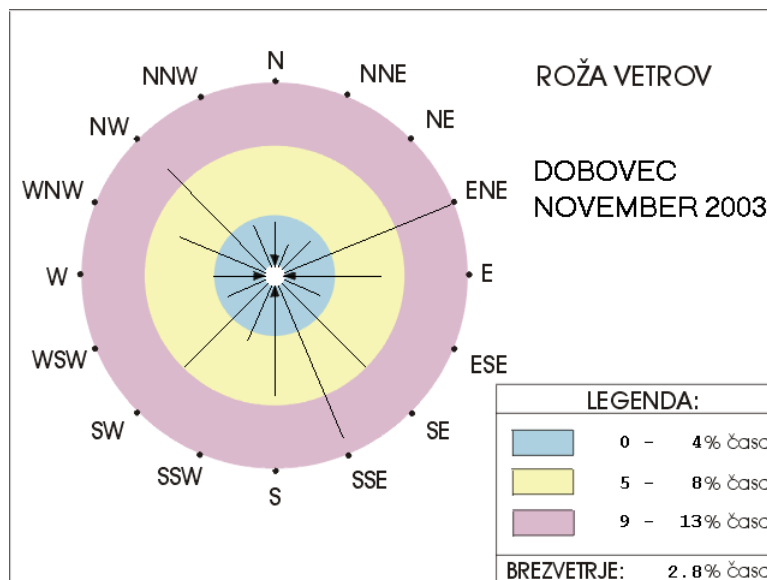 ROŽA VETROV
DOBOVEC
NOVEMBER 2003
N
NNE
NE
ENE
E
ESE
SE
SSE
S
SSW
SW
WSW
W
WNW
NW
NNW
LEGENDA:
0 - 4% časa
5 - 8% časa
9 - 13% časa
BREZVETRJE: 2.8% časa